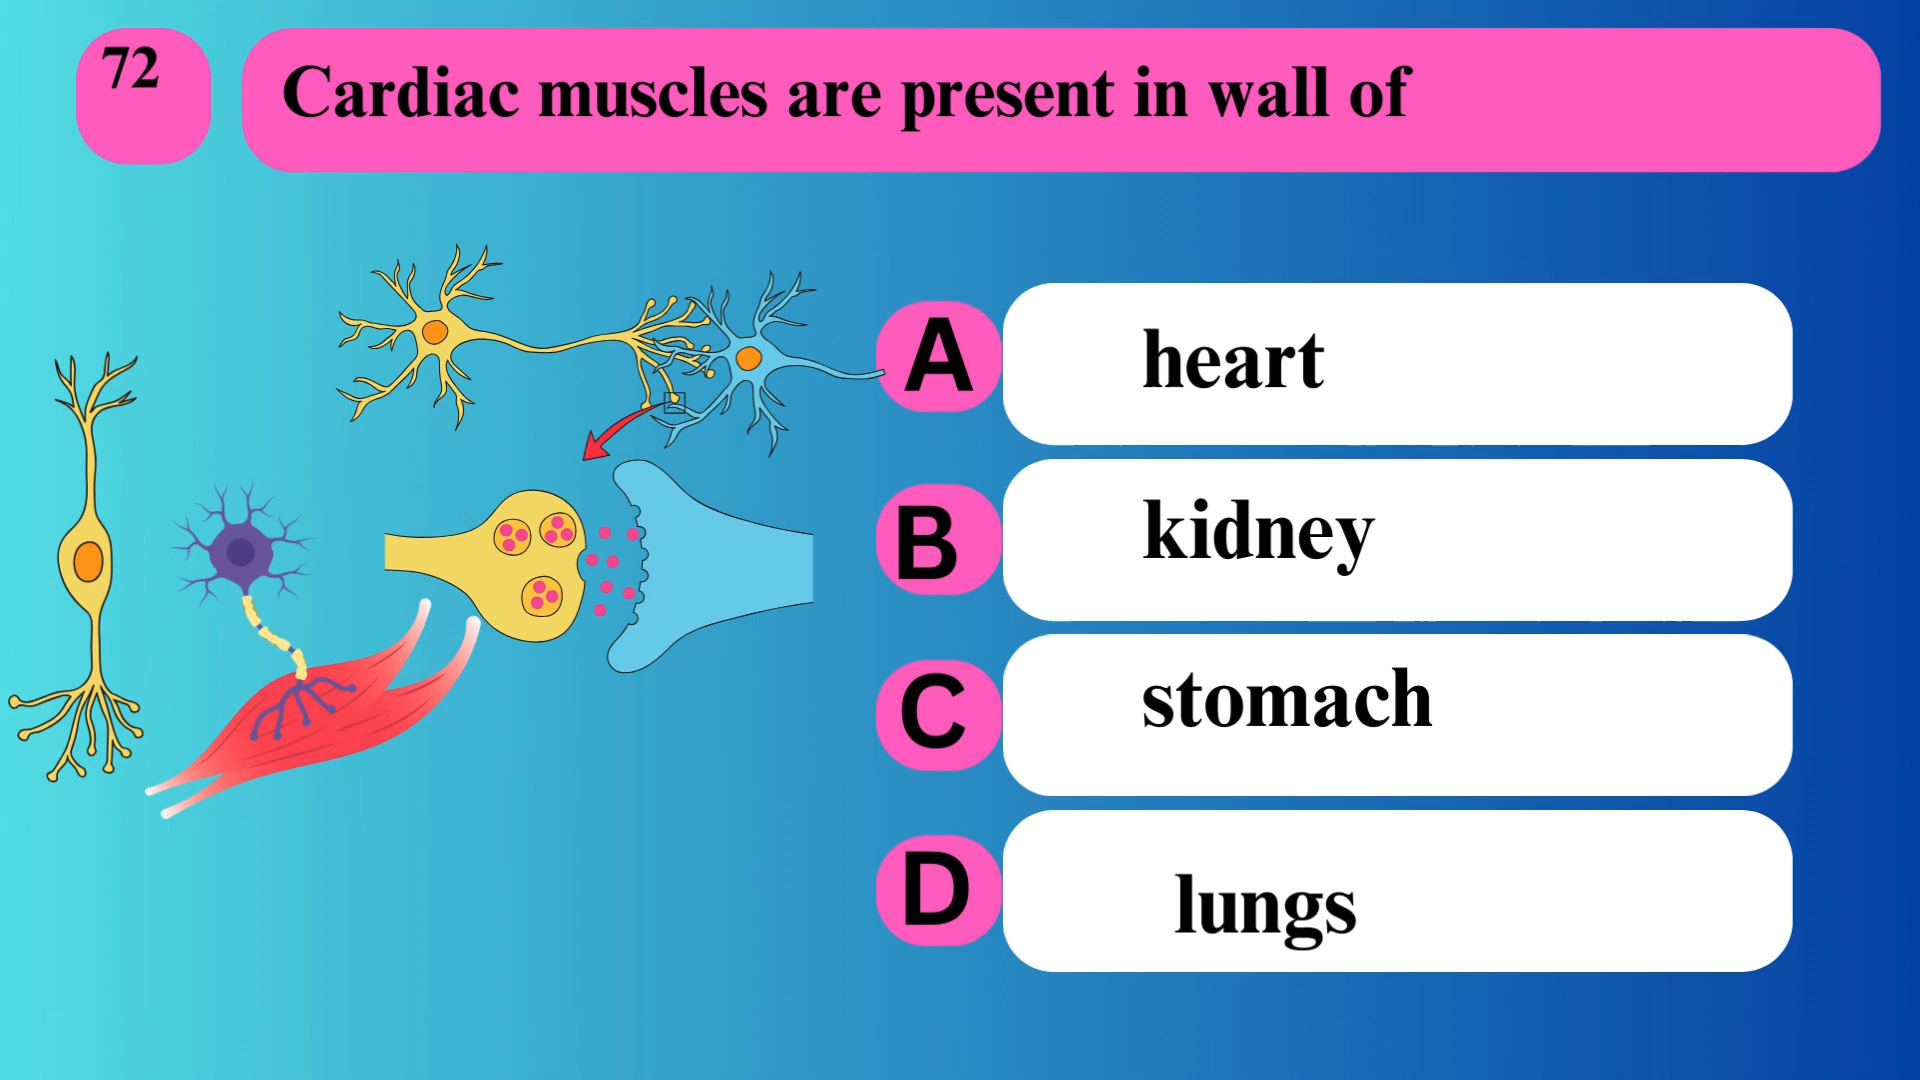 72
Cardiac muscles are present in wall of
A heart
B kidney
C stomach
D lungs